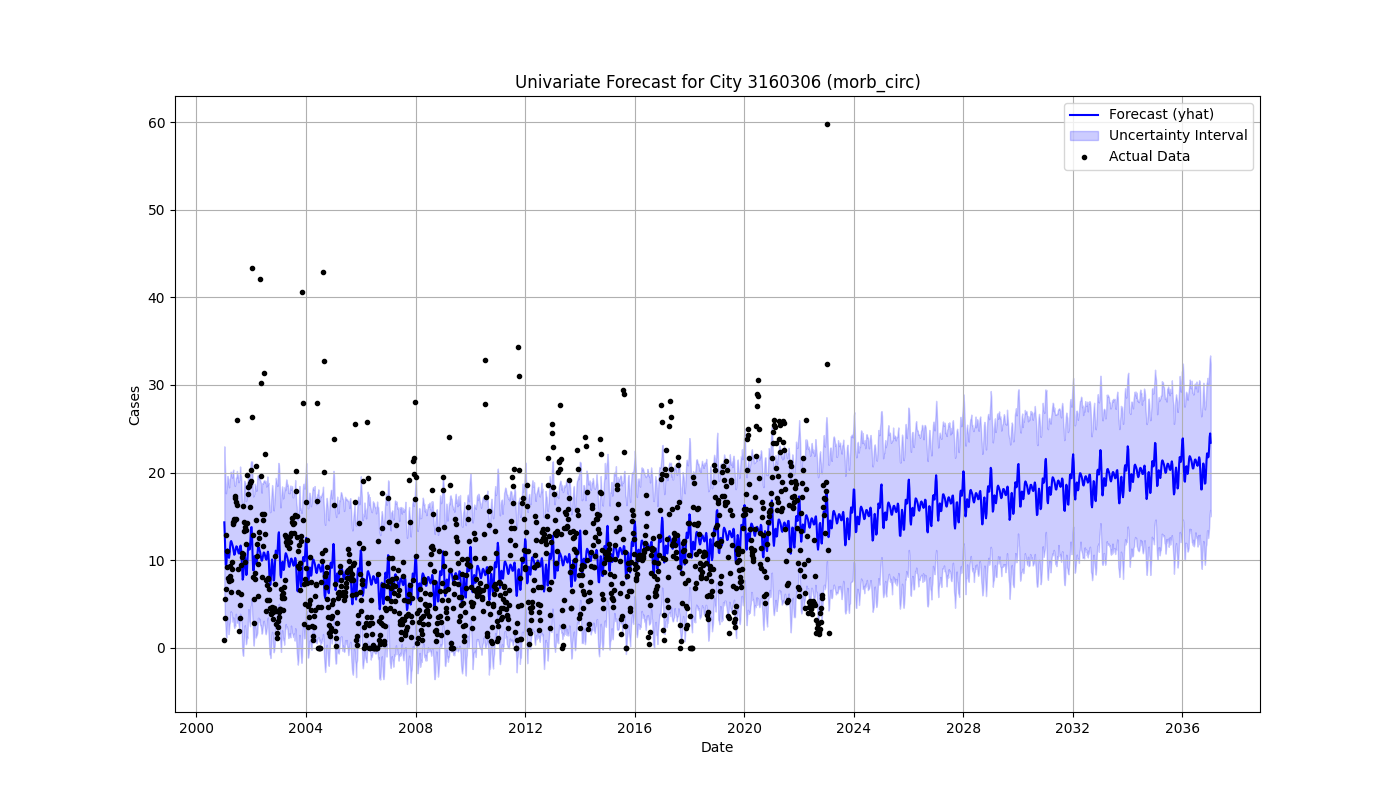 Univariate Forecast for City 3160306 (morb_circ)
Forecast (yhat)
Uncertainty Interval
Actual Data
Cases
60
50
40
30
20
10
0
2000 2004 2008 2012 2016 2020 2024 2028 2032 2036
Date